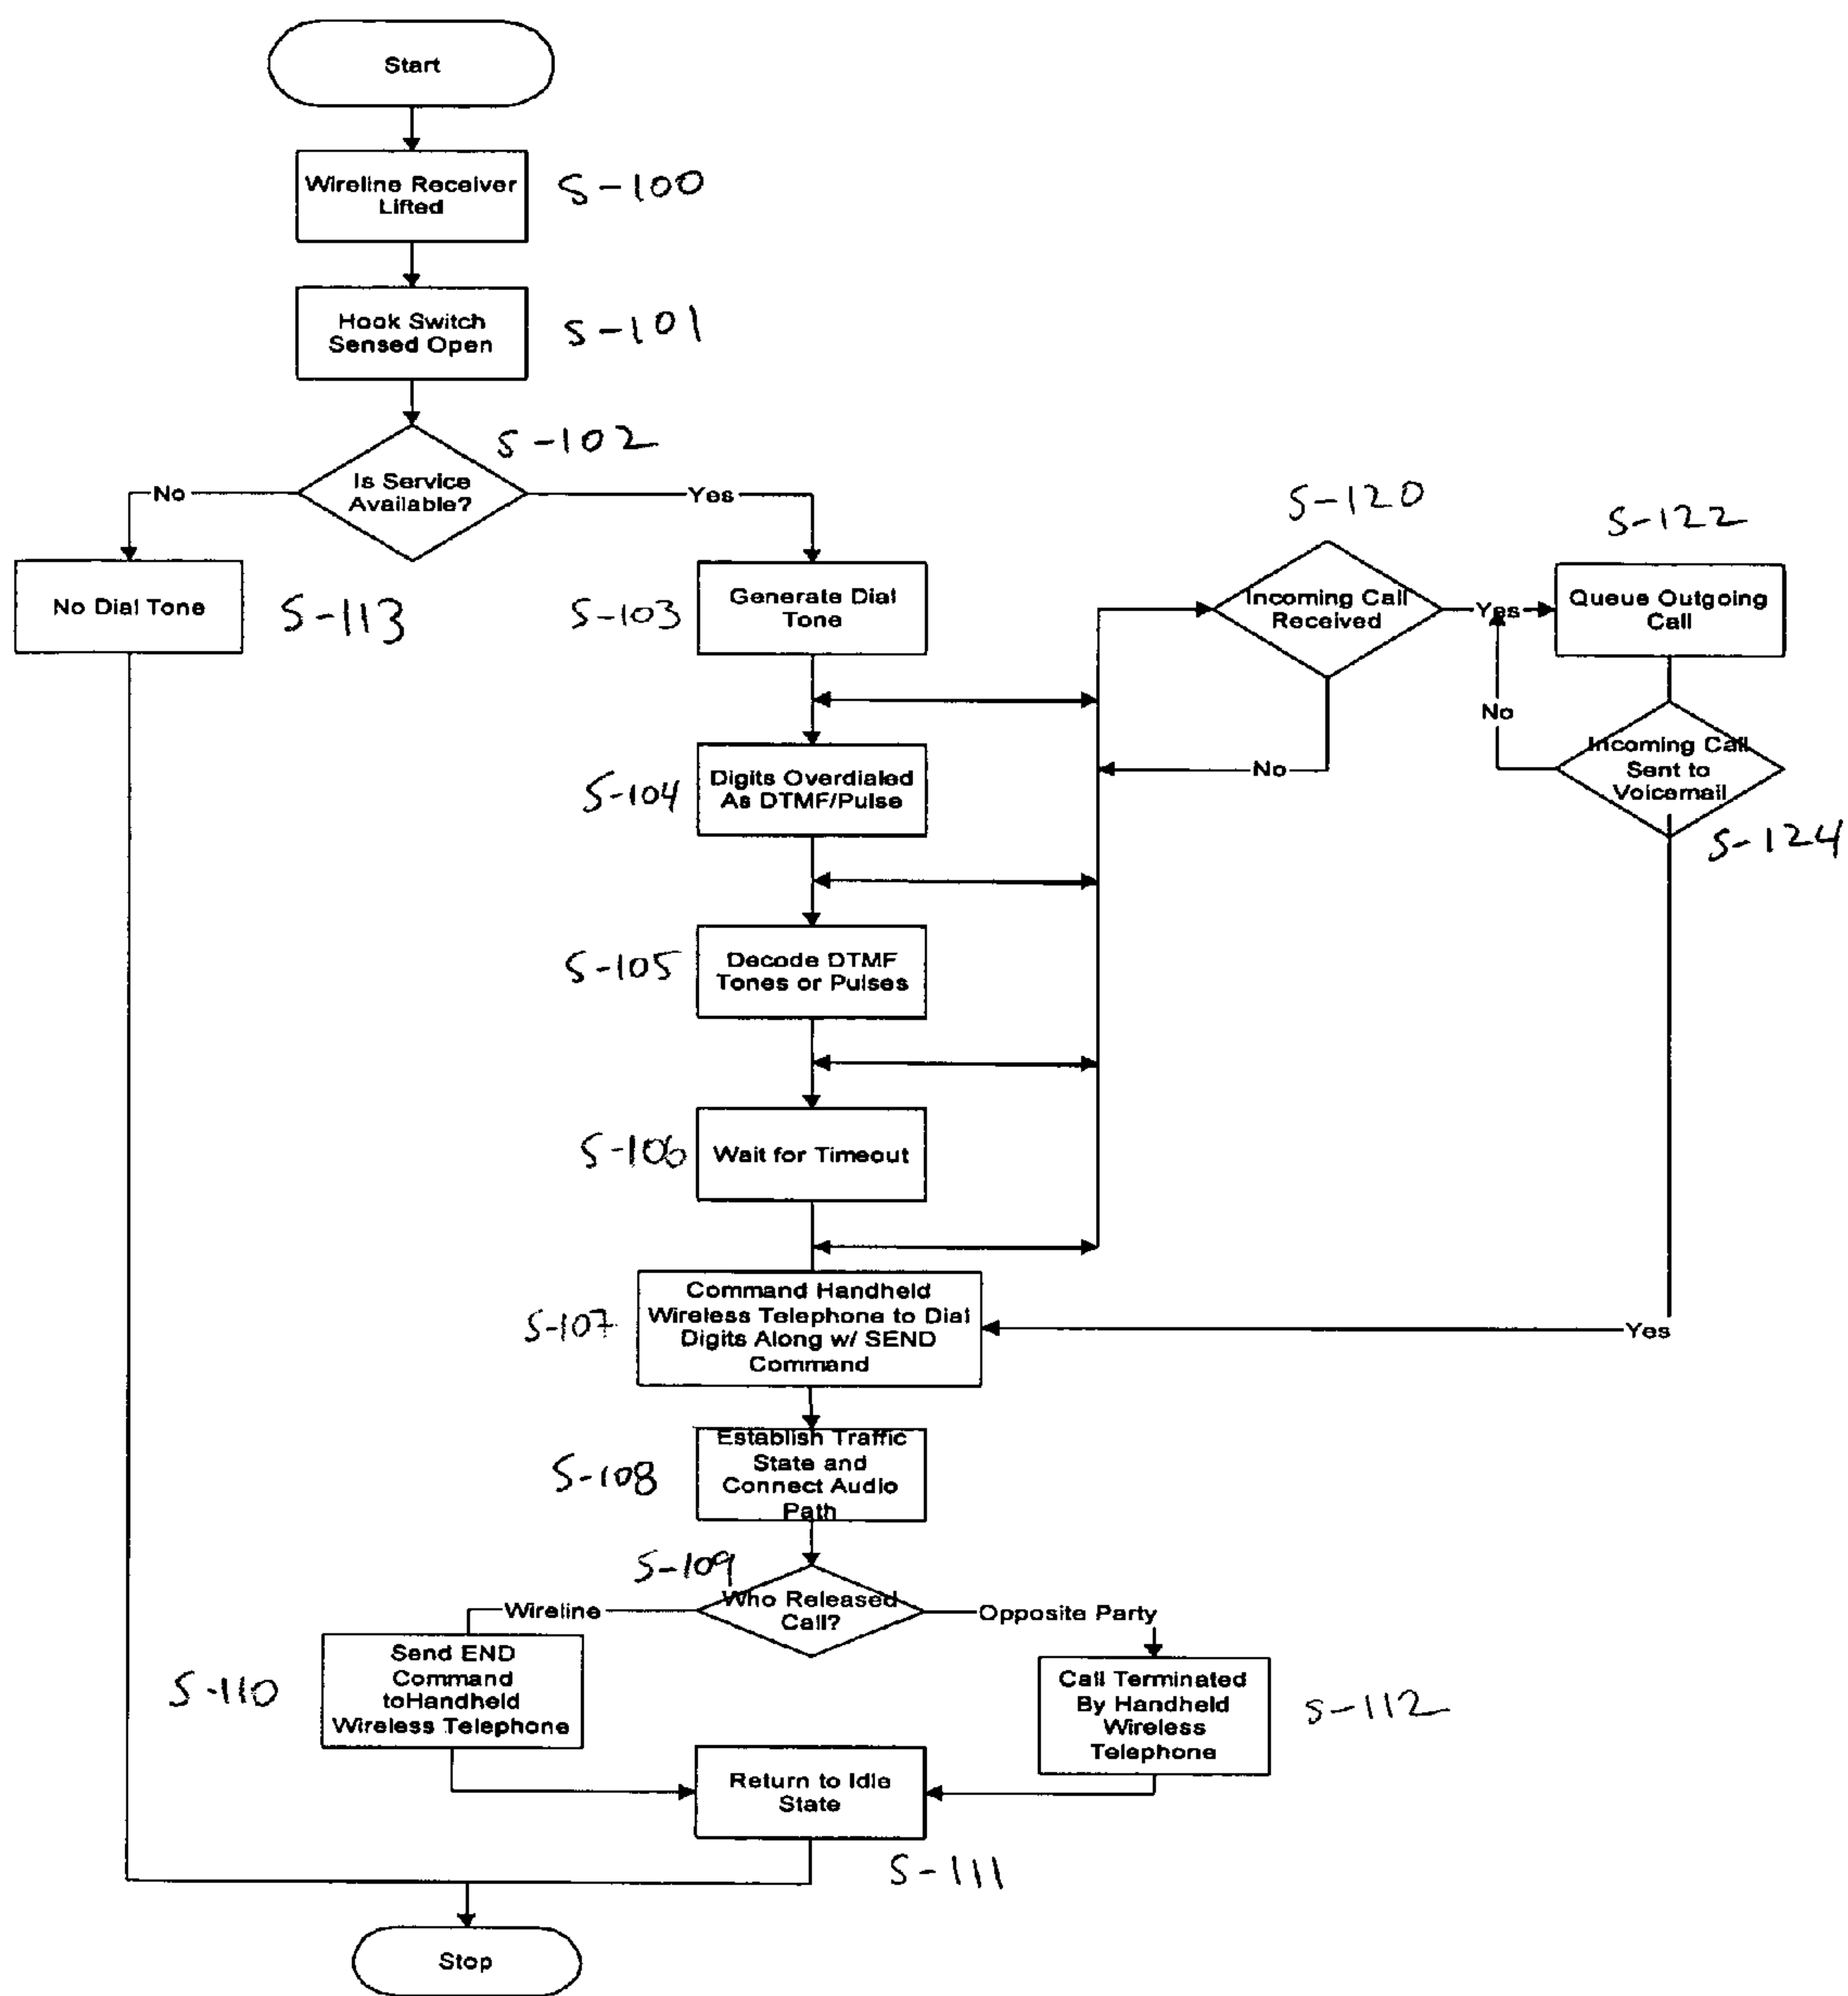 Start
Wireline Receiver
Lifted
S-100
Hook Switch
Sensed Open
S-101
S-102
Is Service
Available?
No
Yes
S-120
S-122
No Dial Tone
S-113
S-103
Generate Dial
Tone
Incoming Call
Received
Yes
Queue Outgoing
Call
No
S-104
Digits Overdialed
As DTMF/Pulse
No
Incoming Call
Sent to
Voicemail
S-124
S-105
Decode DTMF
Tones or Pulses
S-106
Wait for Timeout
S-107
Command Handheld
Wireless Telephone to Dial
Digits Along w/ SEND
Command
Yes
S-108
Establish Traffic
State and
Connect Audio
Path
S-109
Who Released
Call?
Wireline
Opposite Party
S-110
Send END
Command
toHandheld
Wireless Telephone
Call Terminated
By Handheld
Wireless
Telephone
S-112
Return to Idle
State
S-111
Stop